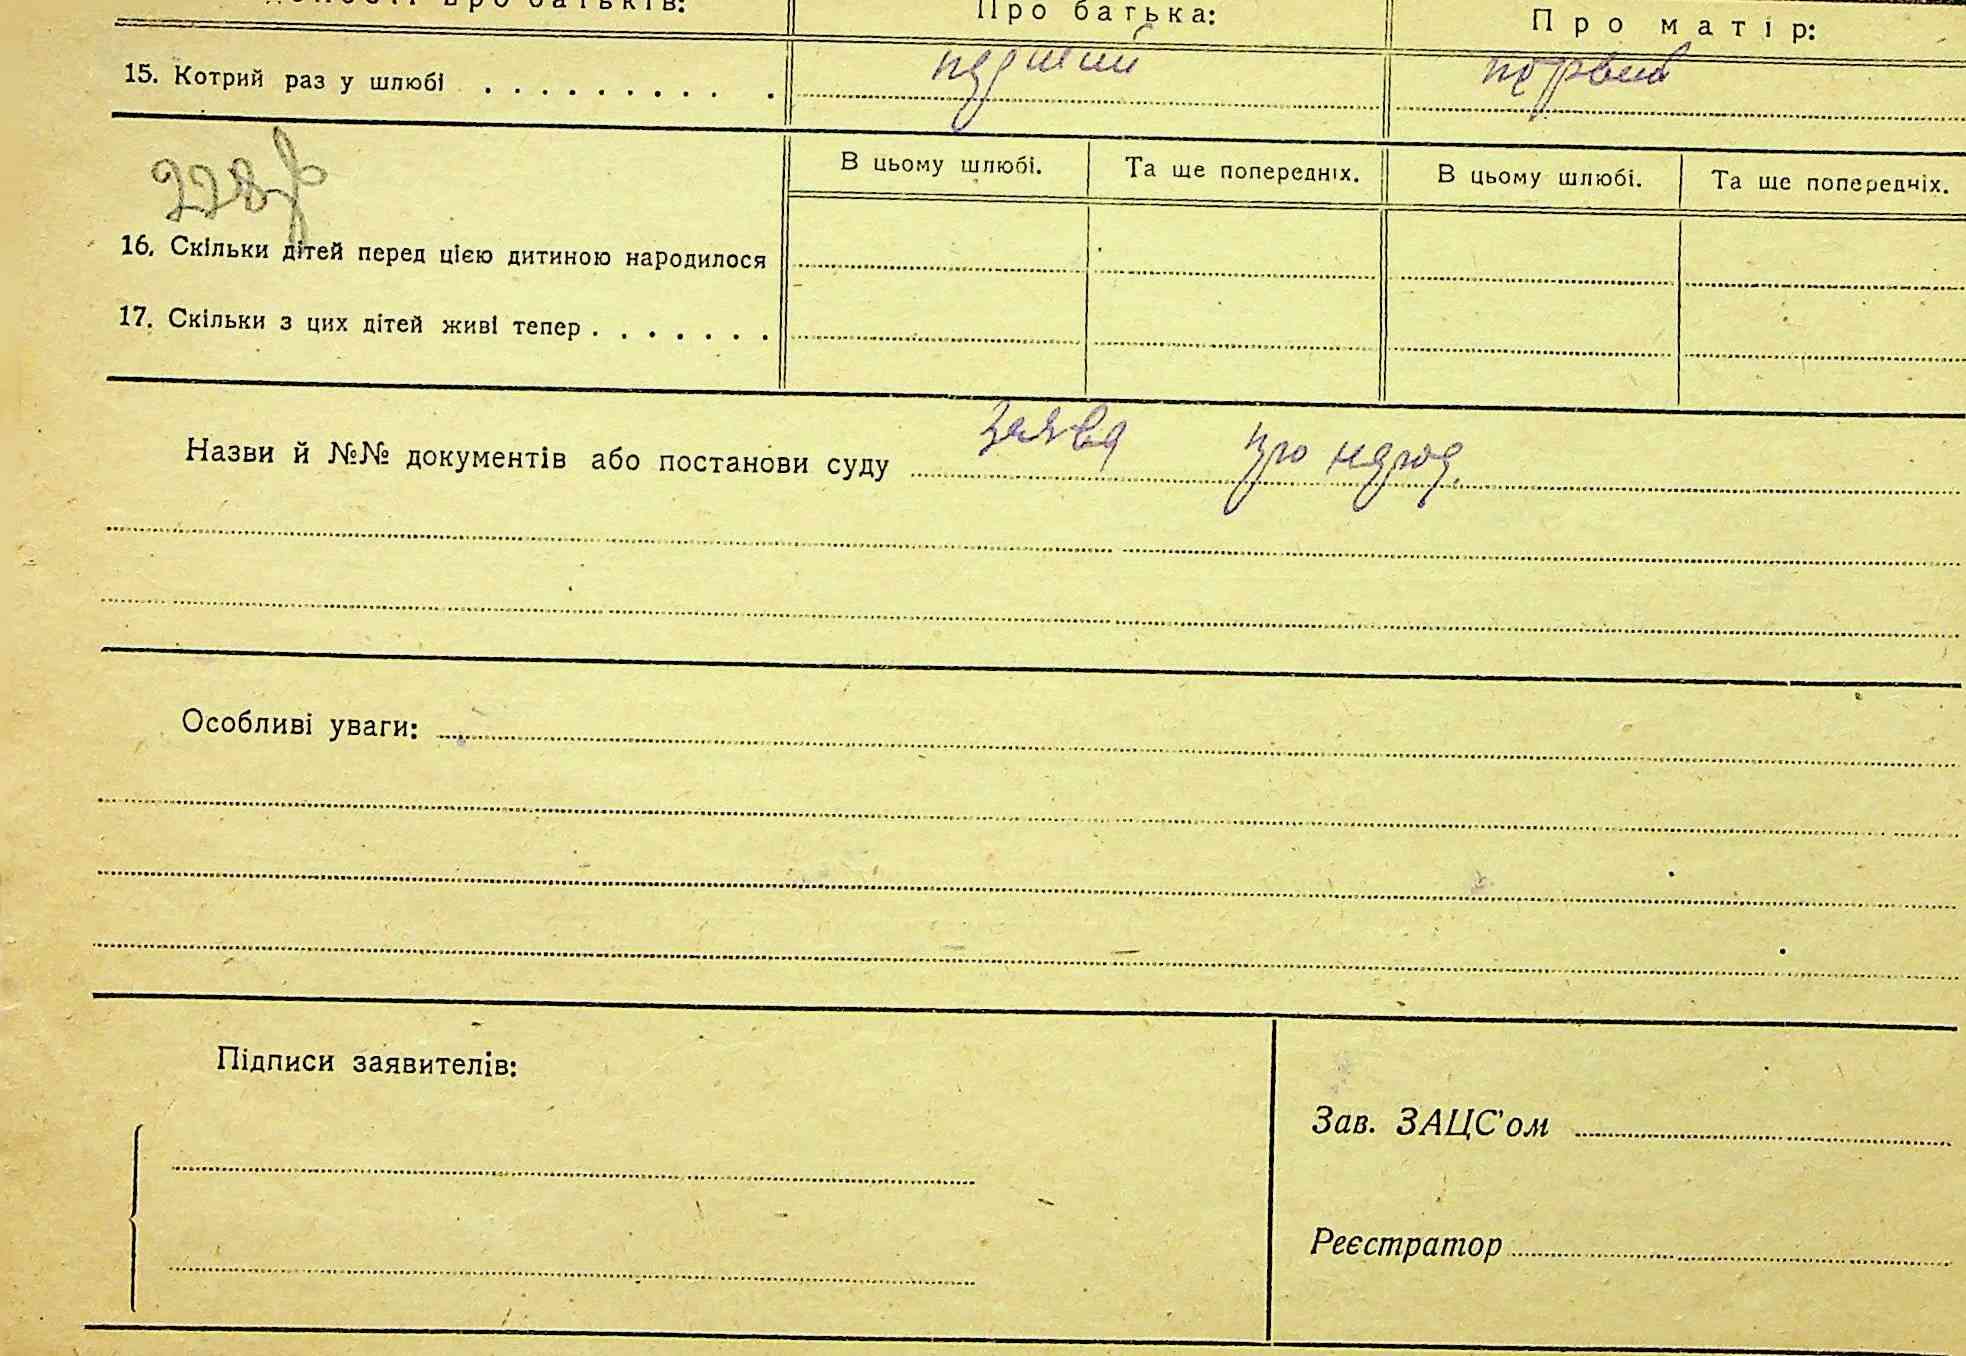 про батьків: Про батька: Про матір:
15. Котрий раз у шлюбі . . . . . . . . . . перший первий
В цьому шлюбі. Та ще попередніх. В цьому шлюбі. Та ще попередніх.
16. Скільки дітей перед цією дитиною народилося
17. Скільки з цих дітей живі тепер . . . . . . .
Назви й №№ документів або постанови суду заява про народ.
Особливі уваги:
Підписи заявителів:
Зав. ЗАЦС'ом
Реєстратор